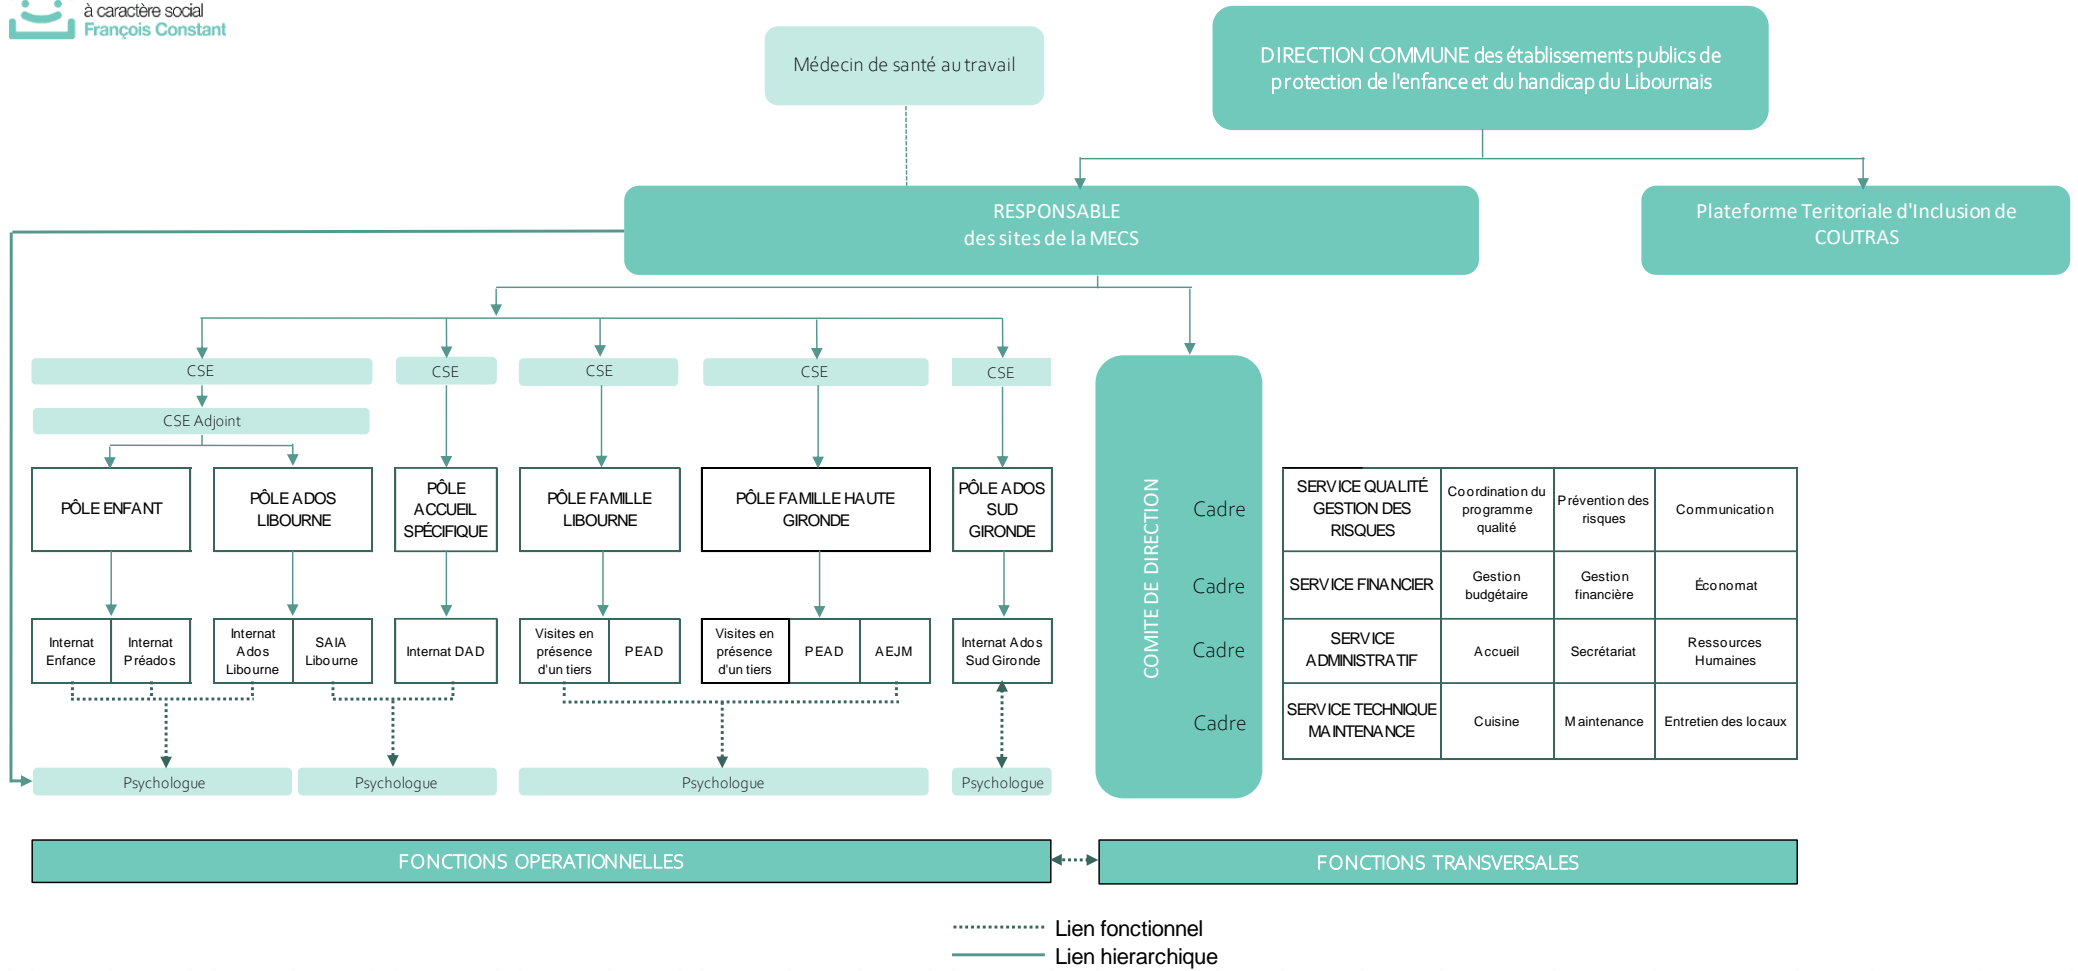 à caractère social
François Constant
Médecin de santé au travail
DIRECTION COMMUNE des établissements publics de
protection de l'enfance et du handicap du Libournais
RESPONSABLE
des sites de la MECS
Plateforme Teritoriale d'Inclusion de
COUTRAS
CSE
CSE
CSE
CSE
CSE
CSE Adjoint
PÔLE ENFANT
PÔLE ADOS
LIBOURNE
PÔLE
ACCUEIL
SPÉCIFIQUE
PÔLE FAMILLE
LIBOURNE
PÔLE FAMILLE HAUTE
GIRONDE
PÔLE ADOS
SUD
GIRONDE
Internat
Enfance
Internat
Préados
Internat
Ados
Libourne
SAIA
Libourne
Internat DAD
Visites en
présence
d'un tiers
PEAD
Visites en
présence
d'un tiers
PEAD
AEJM
Internat Ados
Sud Gironde
Psychologue
Psychologue
Psychologue
Psychologue
COMITE DE DIRECTION
Cadre
Cadre
Cadre
Cadre
SERVICE QUALITÉ
GESTION DES
RISQUES
Coordination du
programme
qualité
Prévention des
risques
Communication
SERVICE FINANCIER
Gestion
budgétaire
Gestion
financière
Économat
SERVICE
ADMINISTRATIF
Accueil
Secrétariat
Ressources
Humaines
SERVICE TECHNIQUE
MAINTENANCE
Cuisine
Maintenance
Entretien des locaux
FONCTIONS OPERATIONNELLES
FONCTIONS TRANSVERSALES
Lien fonctionnel
Lien hierarchique